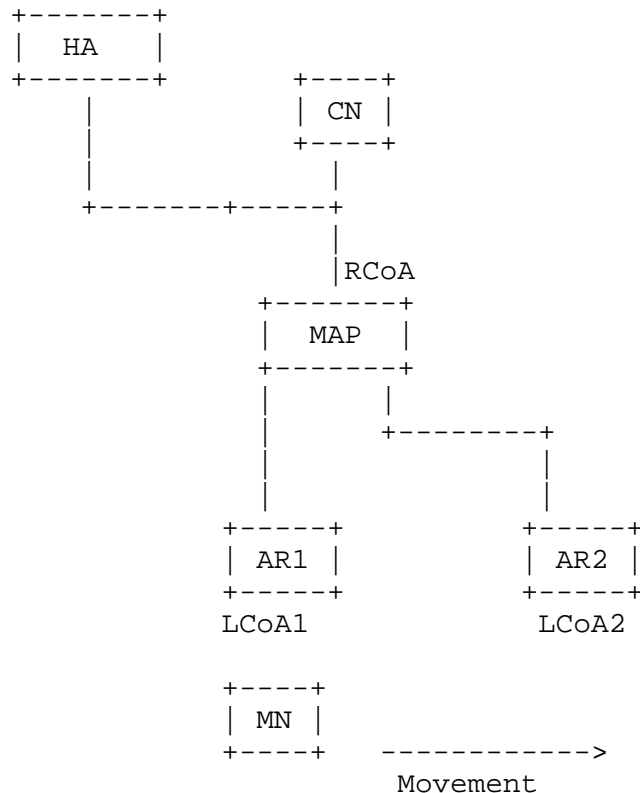 HA
CN
RCoA
MAP
AR1 AR2
LCoA1 LCoA2
MN
Movement